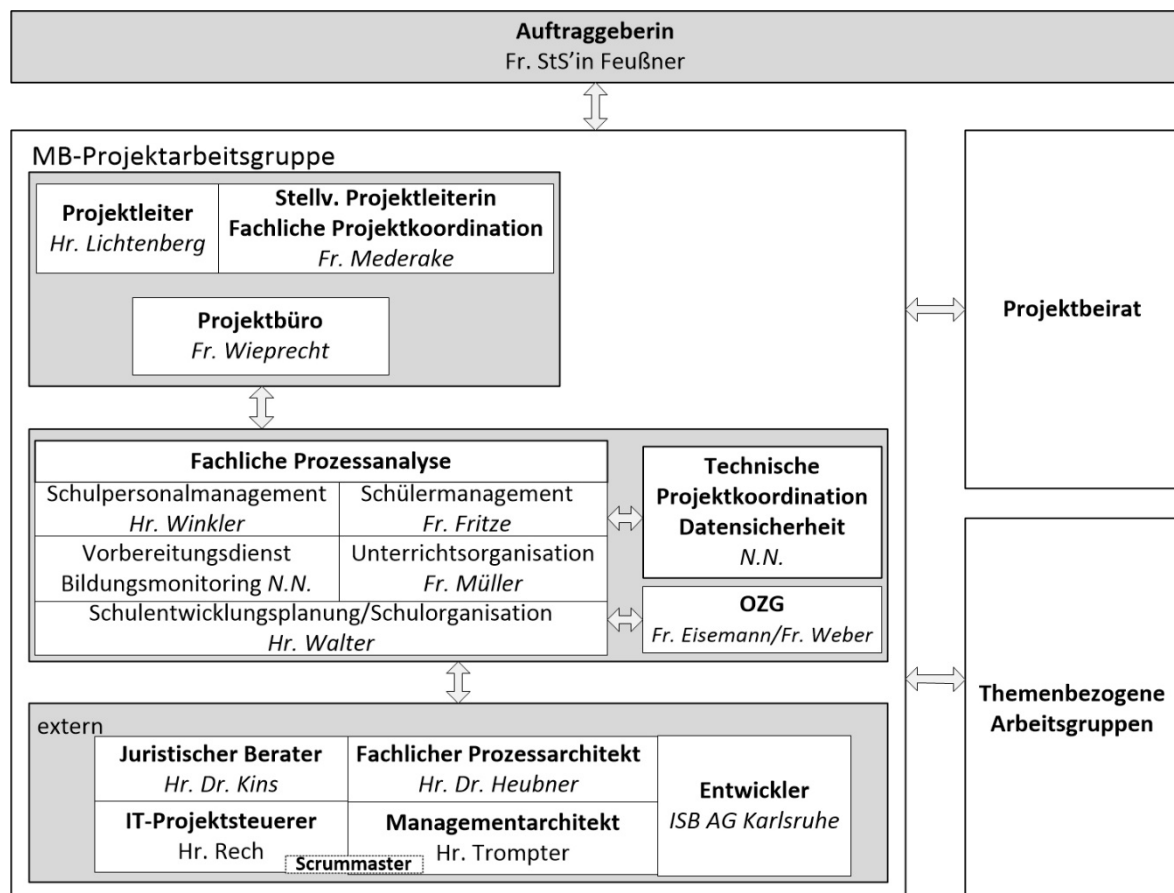 Auftraggeberin
Fr. StS’in Feußner
MB-Projektarbeitsgruppe
Projektleiter
Hr. Lichtenberg
Stellv. Projektleiterin
Fachliche Projektkoordination
Fr. Mederake
Projektbüro
Fr. Wieprecht
Projektbeirat
Fachliche Prozessanalyse
Schulpersonalmanagement
Hr. Winkler
Schülermanagement
Fr. Fritze
Vorbereitungsdienst
Bildungsmonitoring N.N.
Unterrichtsorganisation
Fr. Müller
Schulentwicklungsplanung/Schulorganisation
Hr. Walter
Technische
Projektkoordination
Datensicherheit
N.N.
OZG
Fr. Eisemann/Fr. Weber
Themenbezogene
Arbeitsgruppen
extern
Juristischer Berater
Hr. Dr. Kins
Fachlicher Prozessarchitekt
Hr. Dr. Heubner
IT-Projektsteuerer
Hr. Rech
Managementarchitekt
Hr. Trompter
Scrummaster
Entwickler
ISB AG Karlsruhe